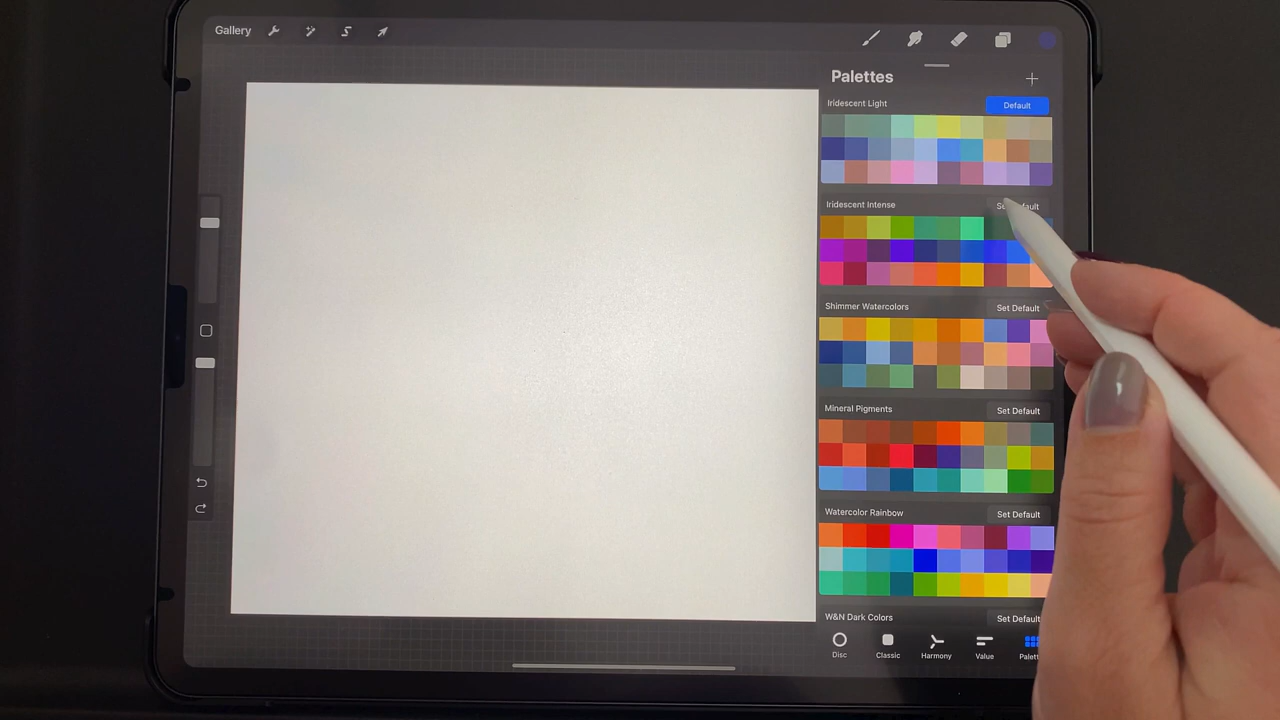 Gallery
Palettes
Iridescent Light
Default
Iridescent Intense
Shimmer Watercolors
Set Default
Mineral Pigments
Set Default
Watercolor Rainbow
Set Default
W&N Dark Colors
Set Default
Disc
Classic
Harmony
Value